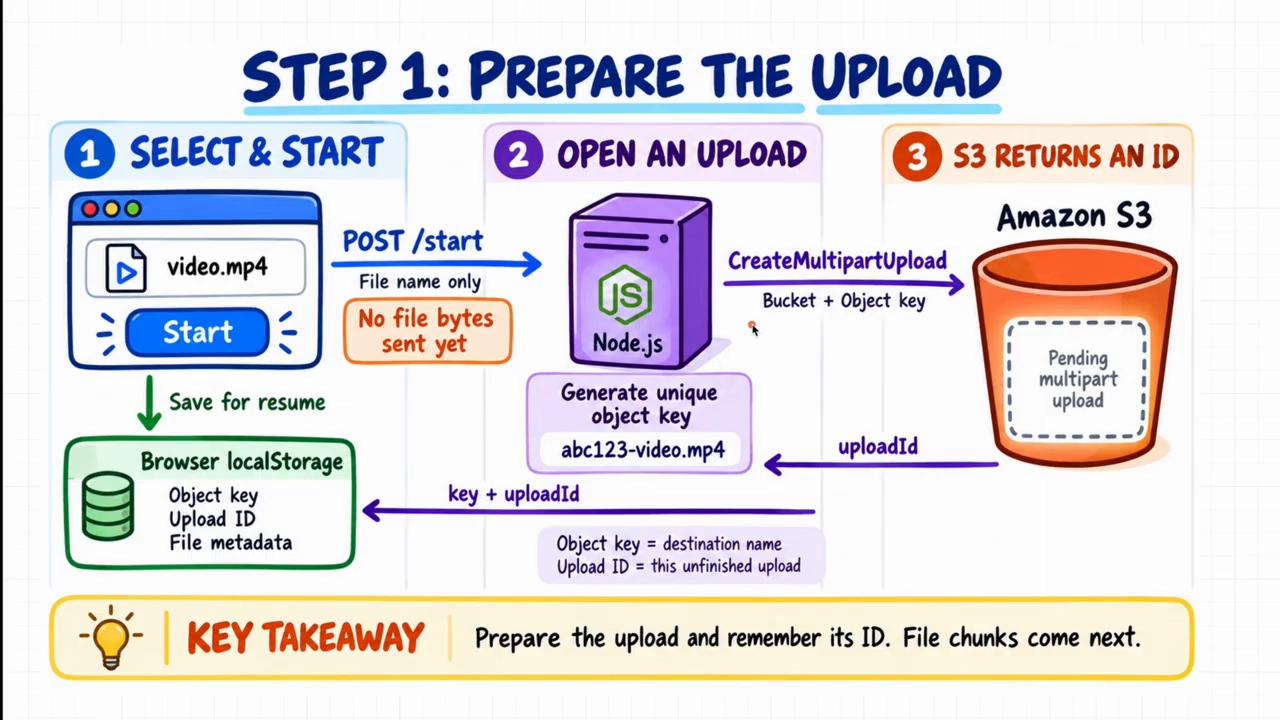 STEP 1: PREPARE THE UPLOAD
1 SELECT & START
video.mp4
Start
POST /start
File name only
No file bytes
sent yet
Save for resume
Browser localStorage
Object key
Upload ID
File metadata
2 OPEN AN UPLOAD
JS
Node.js
Generate unique
object key
abc123-video.mp4
CreateMultipartUpload
Bucket + Object key
3 S3 RETURNS AN ID
Amazon S3
Pending
multipart
upload
uploadId
key + uploadId
Object key = destination name
Upload ID = this unfinished upload
KEY TAKEAWAY
Prepare the upload and remember its ID. File chunks come next.